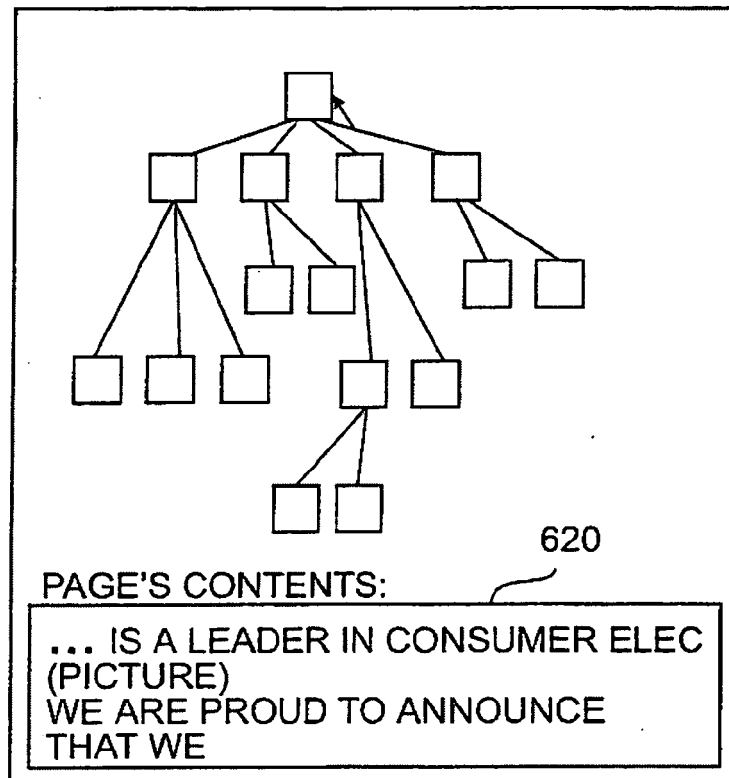 620
PAGE'S CONTENTS:
... IS A LEADER IN CONSUMER ELEC
(PICTURE)
WE ARE PROUD TO ANNOUNCE
THAT WE